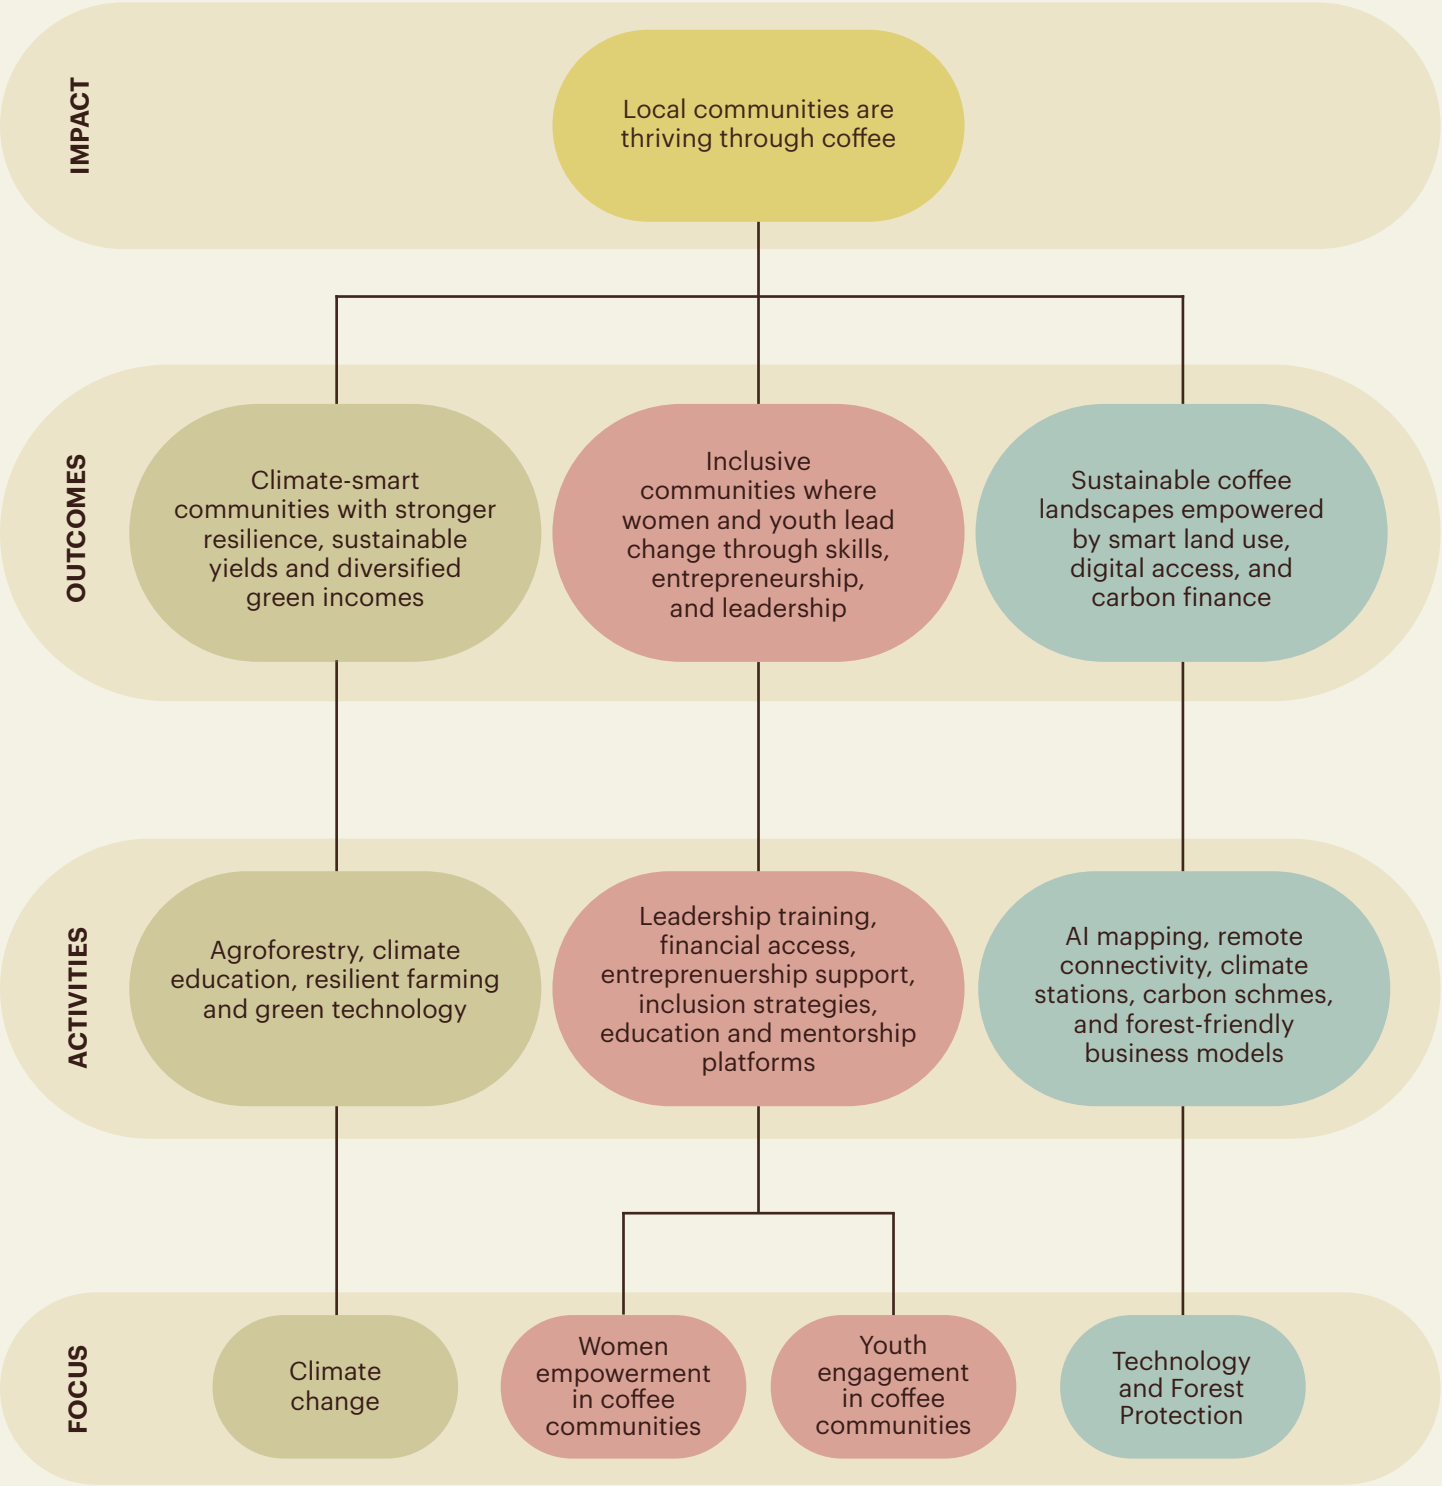 IMPACT
Local communities are
thriving through coffee
OUTCOMES
Climate-smart
communities with stronger
resilience, sustainable
yields and diversified
green incomes
Inclusive
communities where
women and youth lead
change through skills,
entrepreneurship,
and leadership
Sustainable coffee
landscapes empowered
by smart land use,
digital access, and
carbon finance
ACTIVITIES
Agroforestry, climate
education, resilient farming
and green technology
Leadership training,
financial access,
entreprenuership support,
inclusion strategies,
education and mentorship
platforms
AI mapping, remote
connectivity, climate
stations, carbon schmes,
and forest-friendly
business models
FOCUS
Climate
change
Women
empowerment
in coffee
communities
Youth
engagement
in coffee
communities
Technology
and Forest
Protection